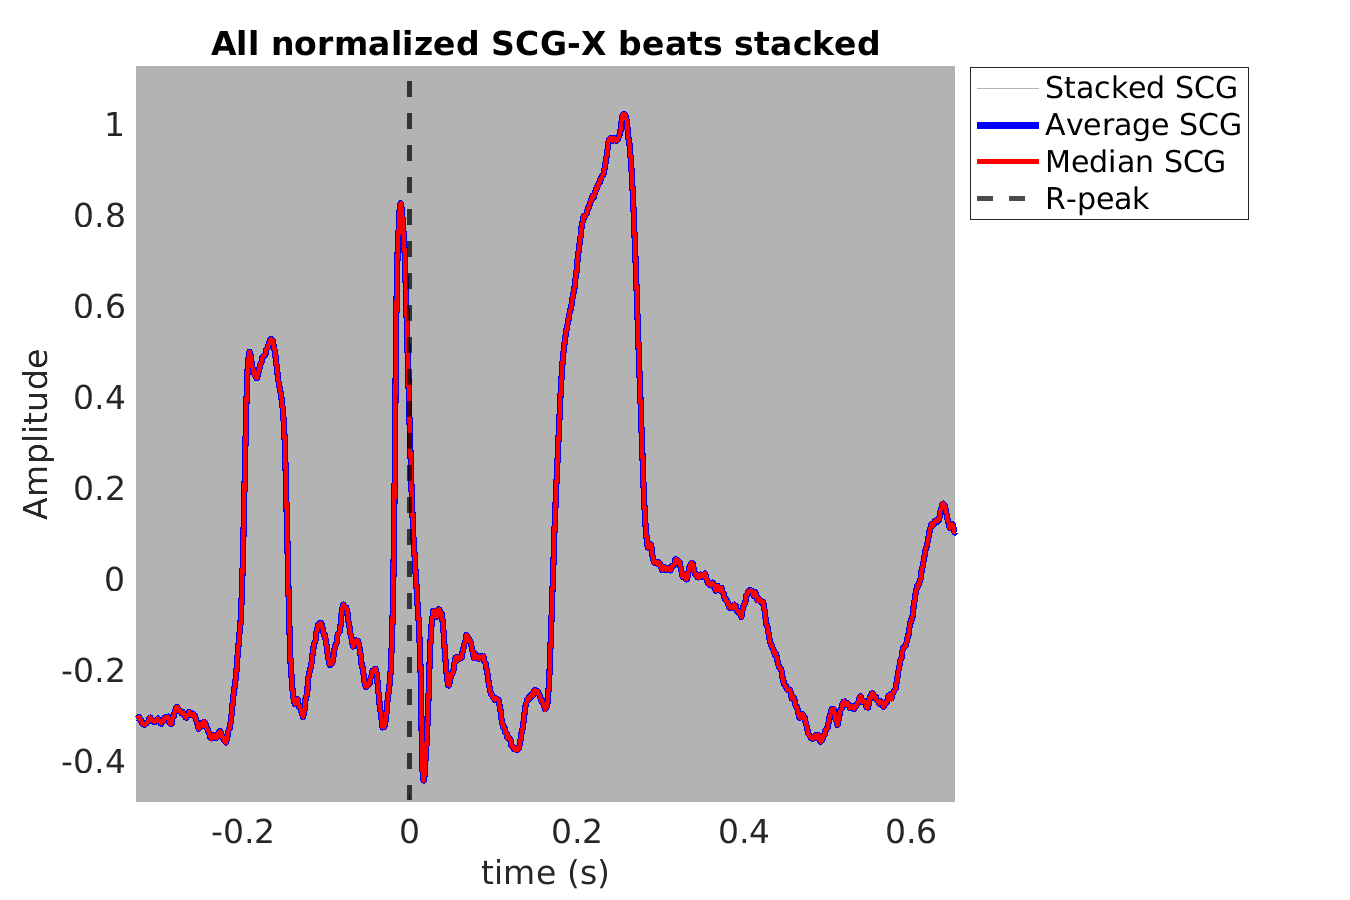 All normalized SCG-X beats stacked
Stacked SCG
Average SCG
Median SCG
R-peak
1
0.8
0.6
0.4
0.2
0
-0.2
-0.4
Amplitude
-0.2 0 0.2 0.4 0.6
time (s)